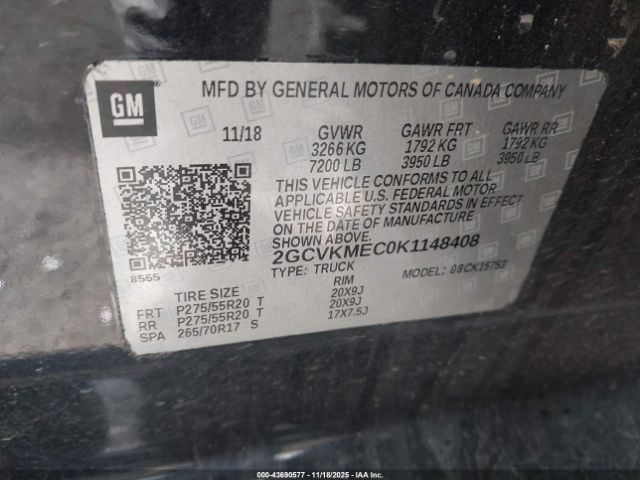 GM
MFD BY GENERAL MOTORS OF CANADA COMPANY
11/18 GVWR GAWR FRT GAWR RR
3266 KG 1792 KG 1792 KG
7200 LB 3950 LB 3950 LB
THIS VEHICLE CONFORMS TO ALL
APPLICABLE U.S. FEDERAL MOTOR
VEHICLE SAFETY STANDARDS IN EFFECT
ON THE DATE OF MANUFACTURE
SHOWN ABOVE.
2GCVKMEC0K1148408
8555
TYPE: TRUCK MODEL: 08CK15753
TIRE SIZE RIM
FRT P275/55R20 T 20X9J
RR P275/55R20 T 20X9J
SPA 265/70R17 S 17X7.5J
000-43690577 — 11/18/2025 — IAA Inc.